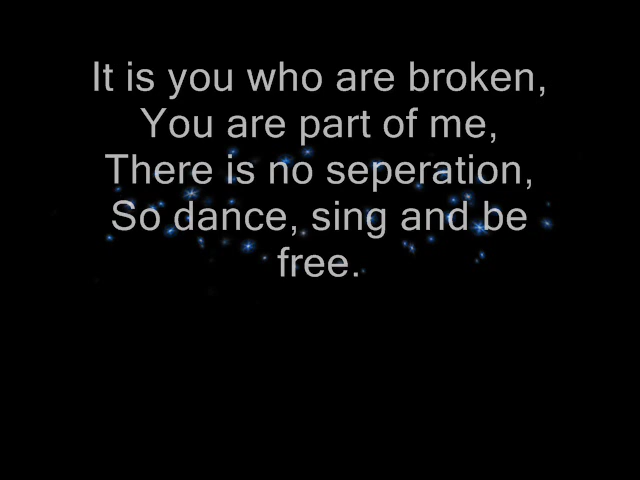 It is you who are broken,
You are part of me,
There is no seperation,
So dance, sing and be
free.